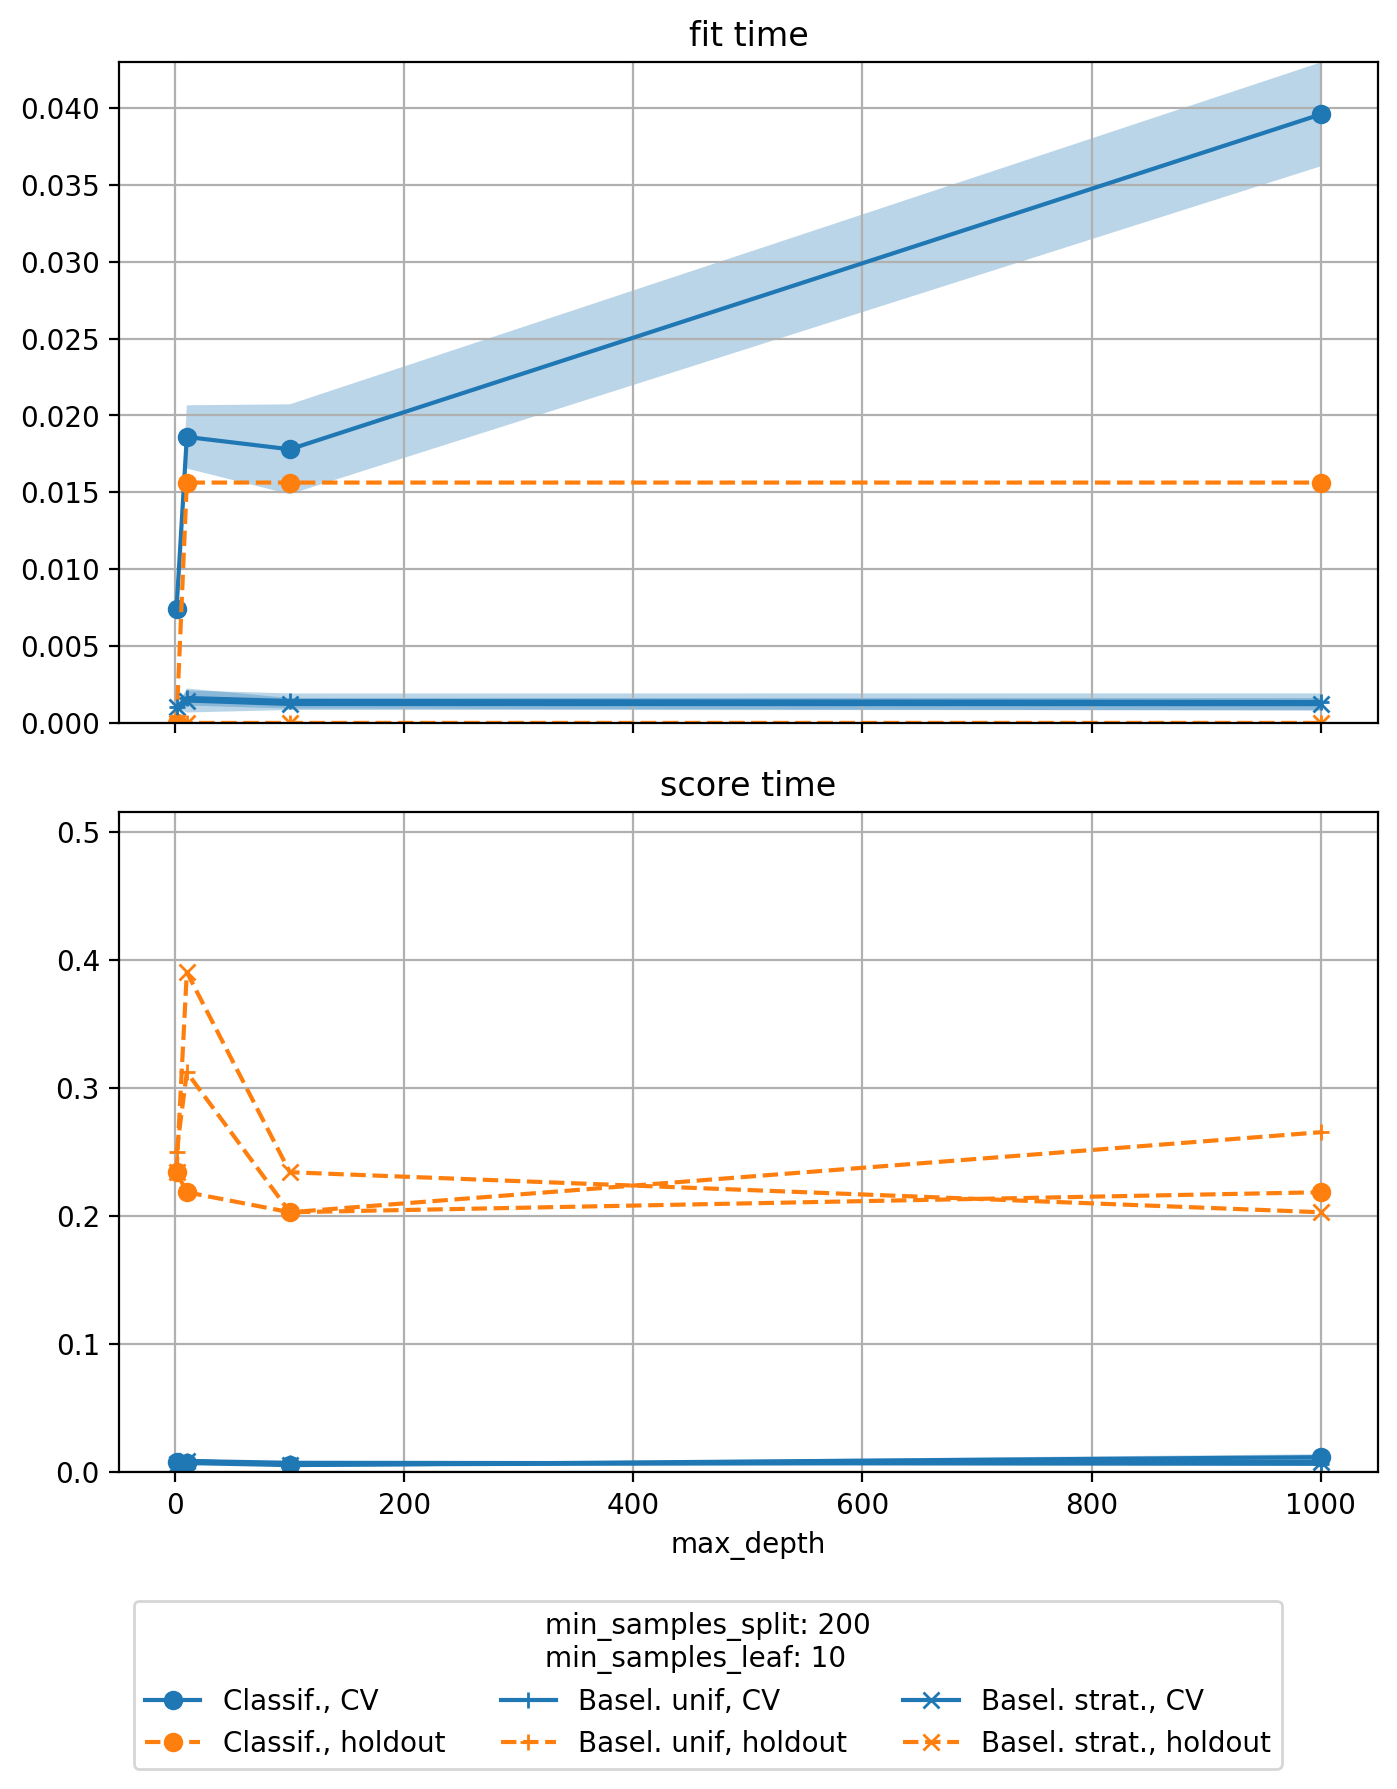 fit time
0.040
0.035
0.030
0.025
0.020
0.015
0.010
0.005
0.000
score time
0.5
0.4
0.3
0.2
0.1
0.0
0 200 400 600 800 1000
max_depth
min_samples_split: 200
min_samples_leaf: 10
Classif., CV Basel. unif, CV Basel. strat., CV
Classif., holdout Basel. unif, holdout Basel. strat., holdout